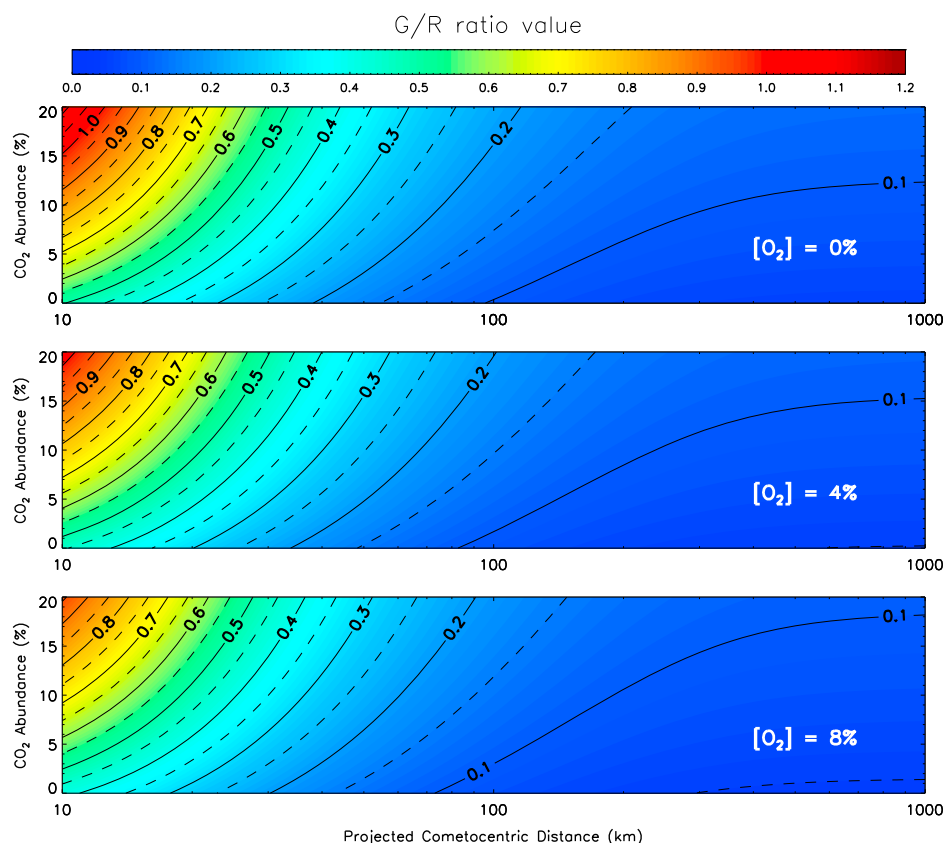 G/R ratio value
0.0 0.1 0.2 0.3 0.4 0.5 0.6 0.7 0.8 0.9 1.0 1.1 1.2
CO₂ Abundance (%)
20
15
10
5
0
1.0 0.9 0.8 0.7 0.6 0.5 0.4 0.3 0.2 0.1
[O₂] = 0%
10 100 1000
CO₂ Abundance (%)
20
15
10
5
0
0.9 0.8 0.7 0.6 0.5 0.4 0.3 0.2 0.1
[O₂] = 4%
10 100 1000
CO₂ Abundance (%)
20
15
10
5
0
0.8 0.7 0.6 0.5 0.4 0.3 0.2 0.1
0.1
[O₂] = 8%
10 100 1000
Projected Cometocentric Distance (km)